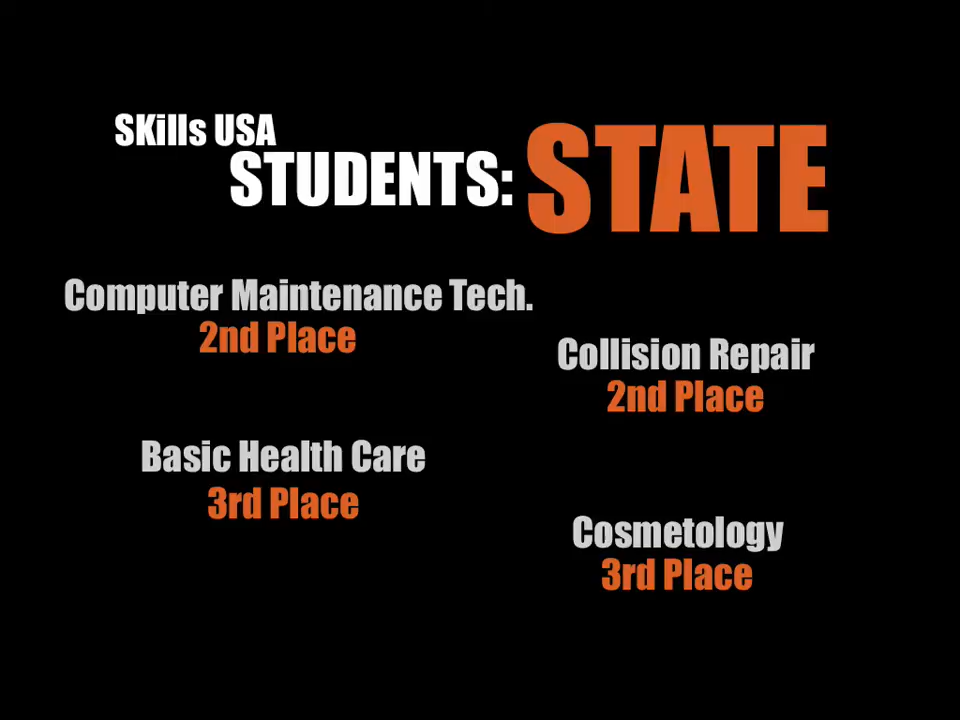 SKills USA
STUDENTS: STATE
Computer Maintenance Tech.
2nd Place
Collision Repair
2nd Place
Basic Health Care
3rd Place
Cosmetology
3rd Place